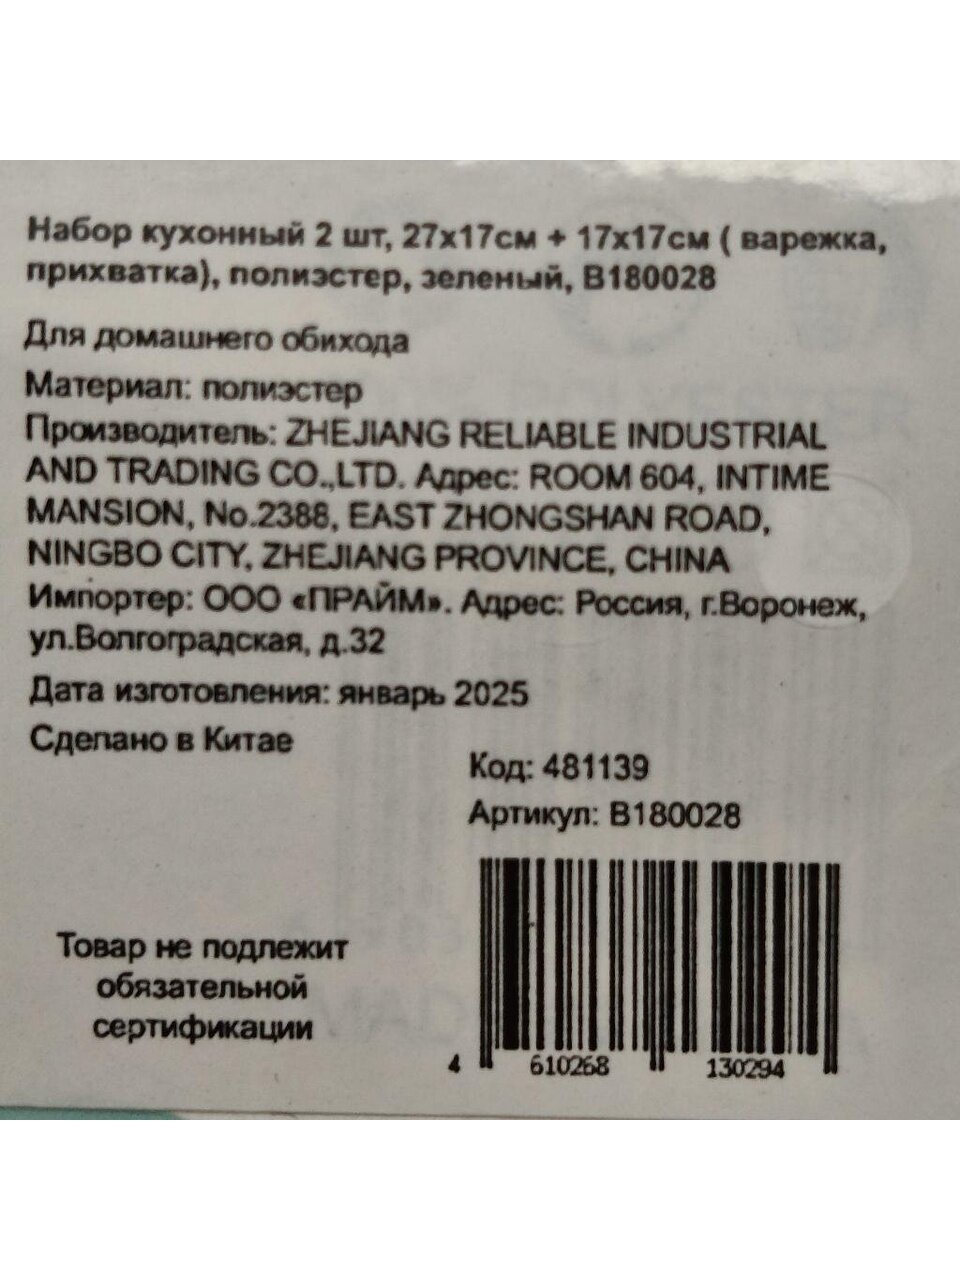 Набор кухонный 2 шт, 27х17см + 17х17см ( варежка,
прихватка), полиэстер, зеленый, В180028
Для домашнего обихода
Материал: полиэстер
Производитель: ZHEJIANG RELIABLE INDUSTRIAL
AND TRADING CO.,LTD. Адрес: ROOM 604, INTIME
MANSION, No.2388, EAST ZHONGSHAN ROAD,
NINGBO CITY, ZHEJIANG PROVINCE, CHINA
Импортер: ООО «ПРАЙМ». Адрес: Россия, г.Воронеж,
ул.Волгоградская, д.32
Дата изготовления: январь 2025
Сделано в Китае
Код: 481139
Артикул: В180028
Товар не подлежит
обязательной
сертификации
4 610268 130294